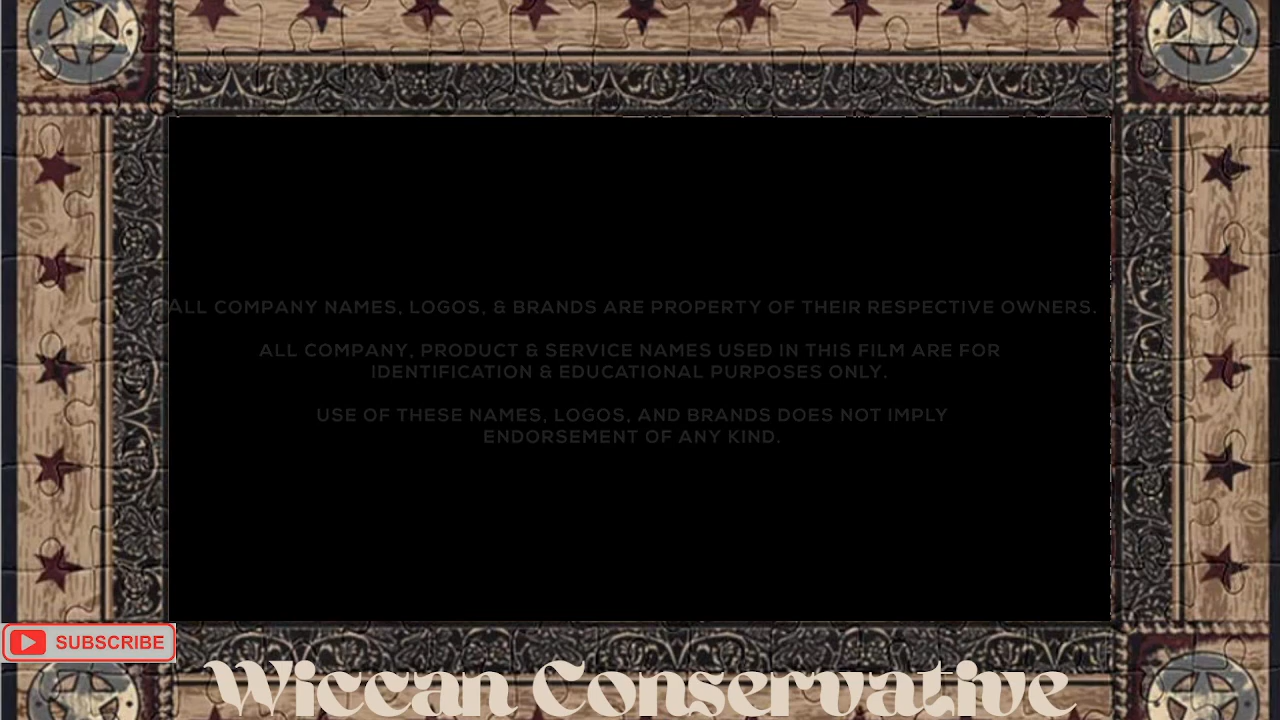 ALL COMPANY NAMES, LOGOS, & BRANDS ARE PROPERTY OF THEIR RESPECTIVE OWNERS.
ALL COMPANY, PRODUCT & SERVICE NAMES USED IN THIS FILM ARE FOR
IDENTIFICATION & EDUCATIONAL PURPOSES ONLY.
USE OF THESE NAMES, LOGOS, AND BRANDS DOES NOT IMPLY
ENDORSEMENT OF ANY KIND.
SUBSCRIBE
Wiccan Conservative